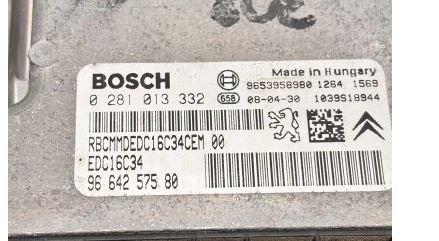 BOSCH
Made in Hungary
9653958980 1264 1569
0 281 013 332 658 08-04-30 1039S18944
RBCMMDEDC16C34CEM 00
EDC16C34
96 642 575 80